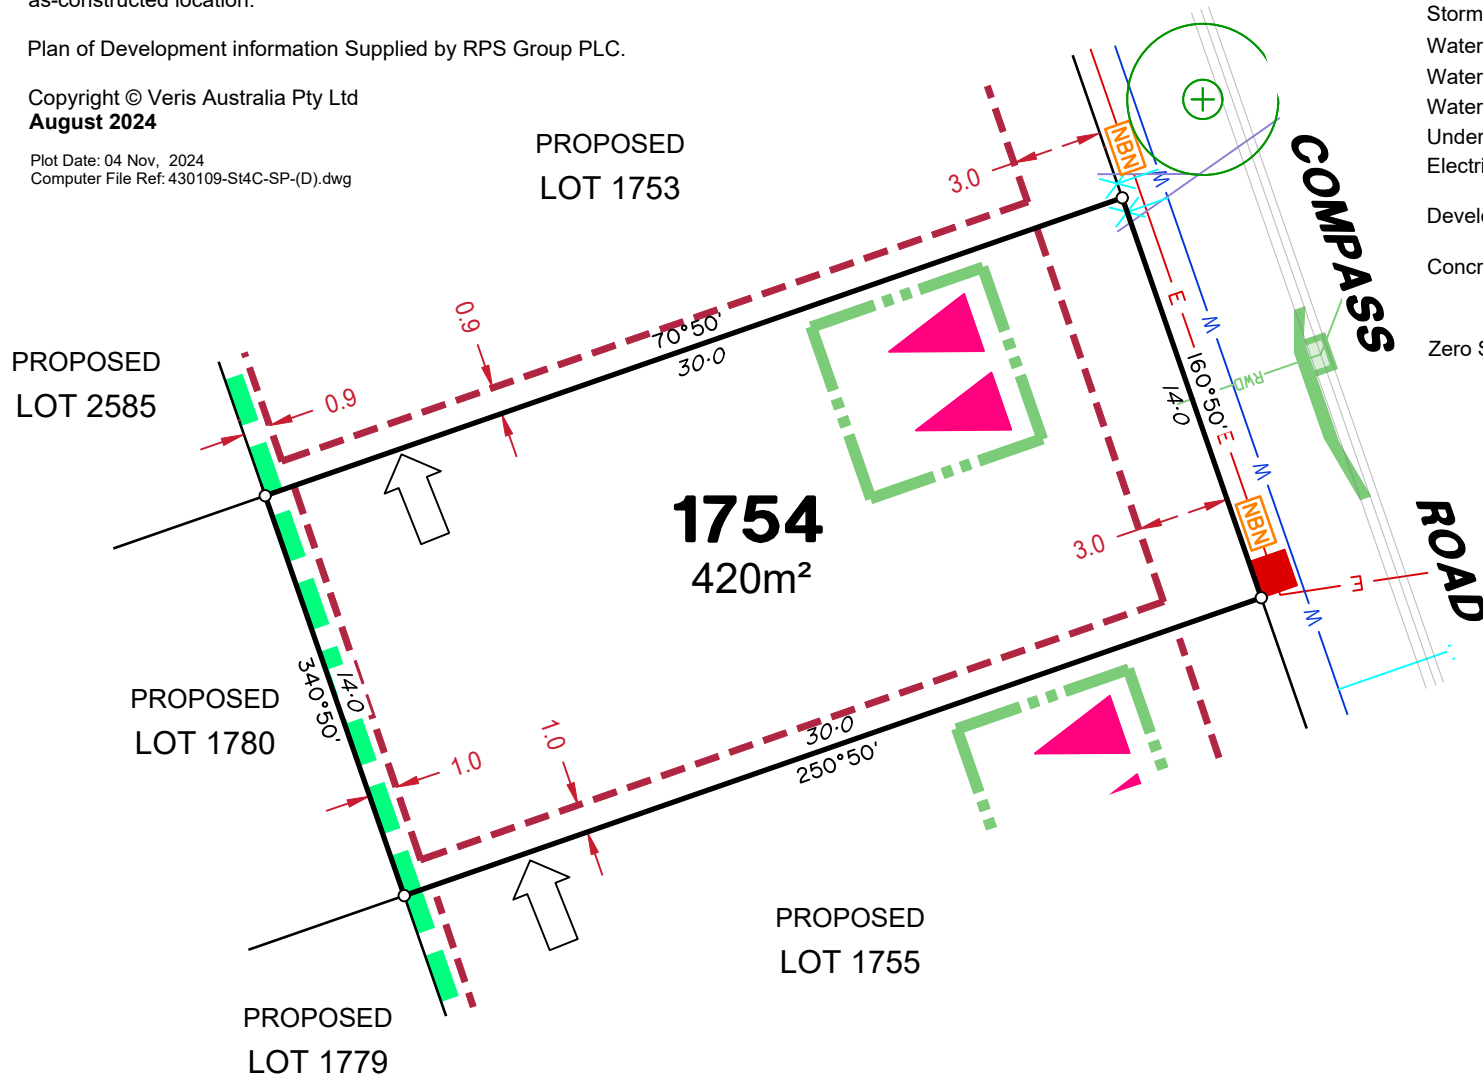 as-constructed location.
Plan of Development information Supplied by RPS Group PLC.
Copyright © Veris Australia Pty Ltd
August 2024
Plot Date: 04 Nov, 2024
Computer File Ref: 430109-St4C-SP-(D).dwg
Storm
Water
Water
Water
Under
Electri
Develo
Concr
Zero S
PROPOSED
LOT 1753
PROPOSED
LOT 2585
PROPOSED
LOT 1780
PROPOSED
LOT 1779
PROPOSED
LOT 1755
1754
420m²
COMPASS
ROAD
70°50'
30·0
160°50'
14·0
250°50'
30·0
340°50'
14·0
3.0
0.9
0.9
3.0
1.0
1.0
NBN
NBN
W
W
W
W
E
E
E
RWD